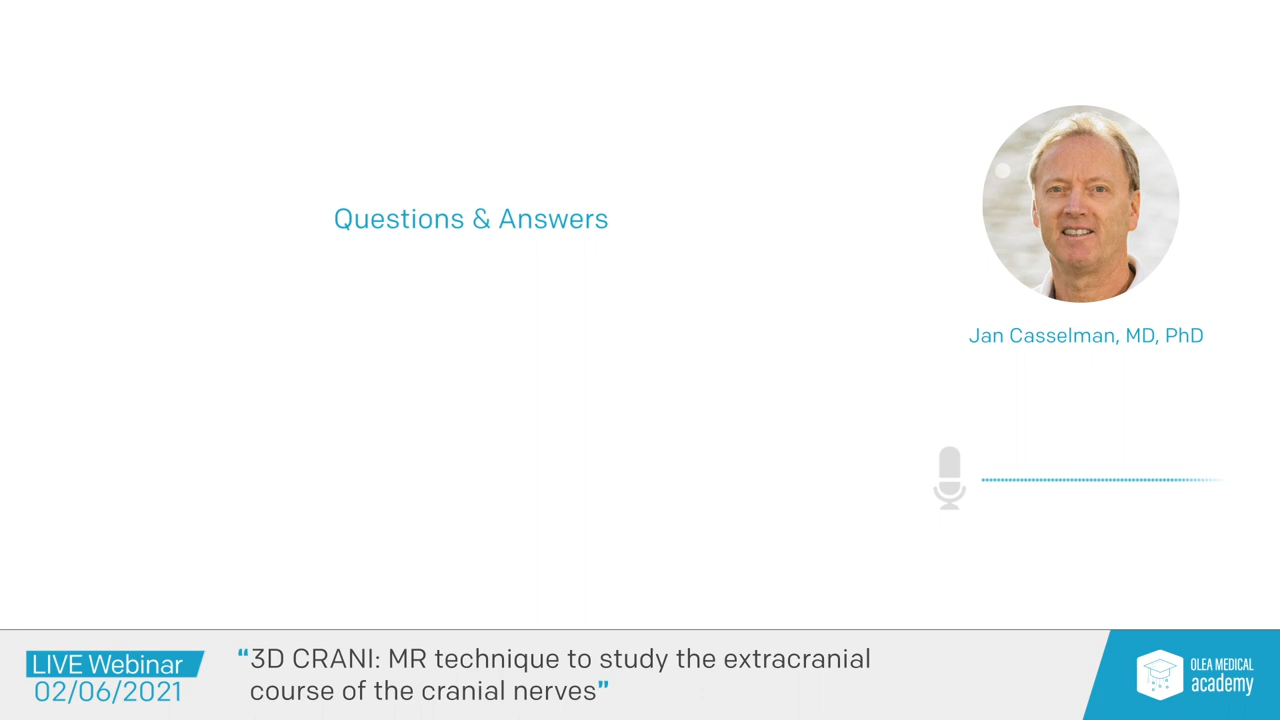 Questions & Answers
Jan Casselman, MD, PhD
LIVE Webinar
02/06/2021
“3D CRANI: MR technique to study the extracranial
course of the cranial nerves”
OLEA MEDICAL
academy